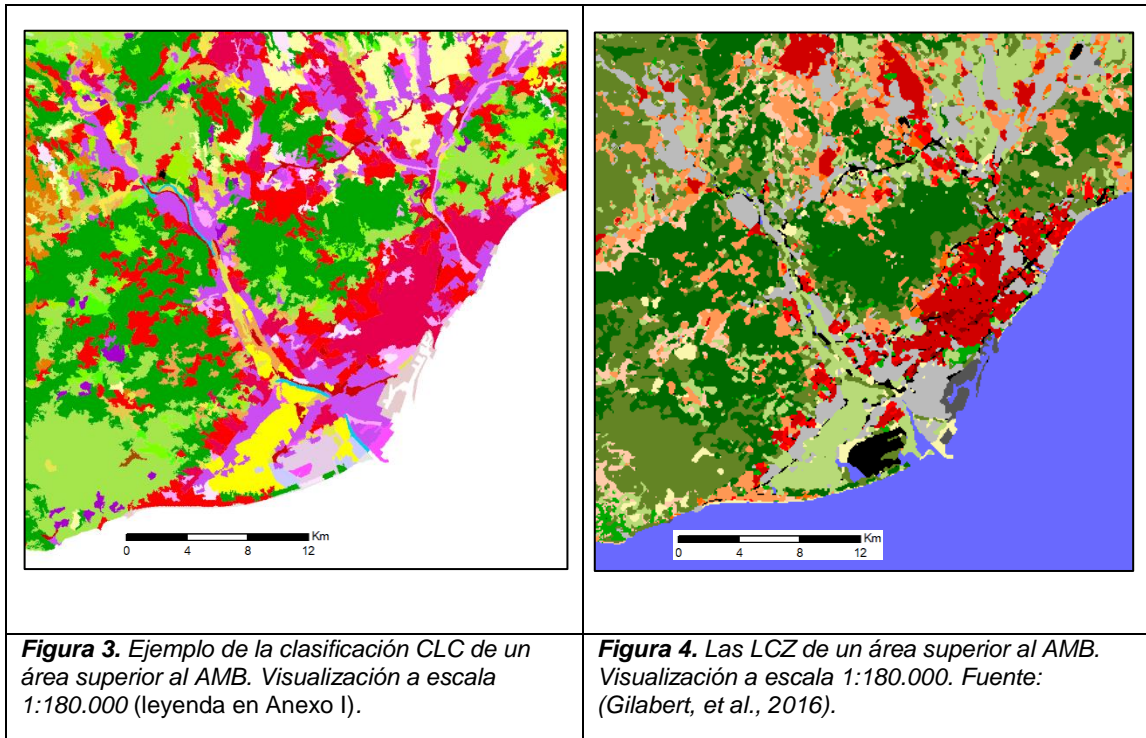 Km
0 4 8 12
Km
0 4 8 12
Figura 3. Ejemplo de la clasificación CLC de un
área superior al AMB. Visualización a escala
1:180.000 (leyenda en Anexo I).
Figura 4. Las LCZ de un área superior al AMB.
Visualización a escala 1:180.000. Fuente:
(Gilabert, et al., 2016).